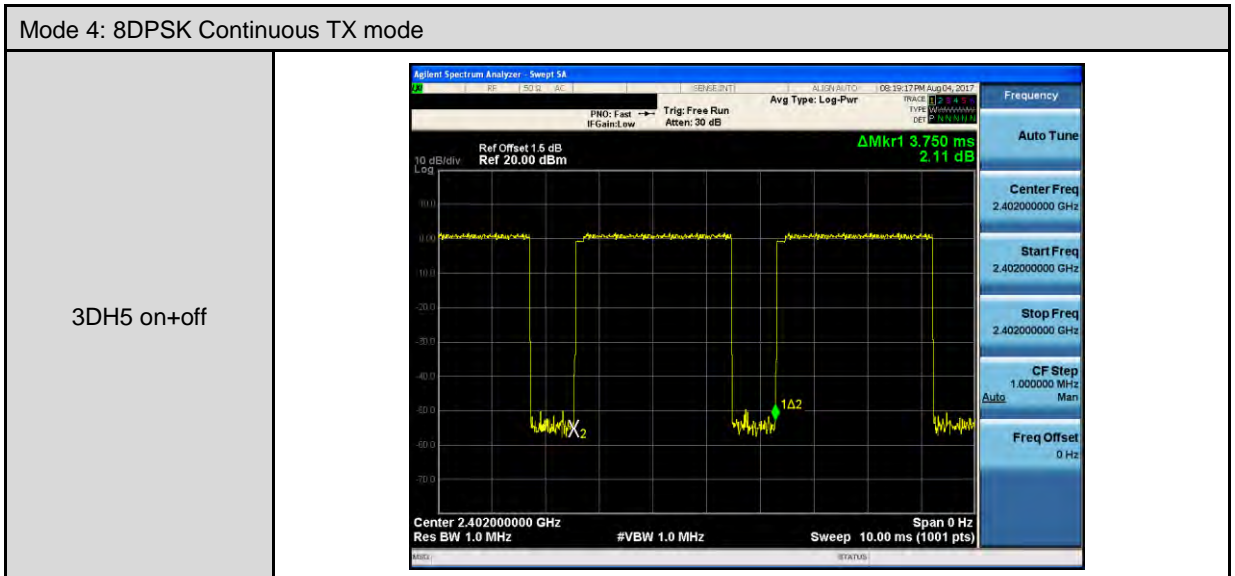 Mode 4: 8DPSK Continuous TX mode
3DH5 on+off
Agilent Spectrum Analyzer - Swept SA
RF 50 Ω AC SENSE:INT ALIGN AUTO 08:19:17 PM Aug 04, 2017
Avg Type: Log-Pwr
TRACE 1 2 3 4 5 6
TYPE
DET P N N N N N
PNO: Fast
IFGain:Low
Trig: Free Run
Atten: 30 dB
ΔMkr1 3.750 ms
2.11 dB
Ref Offset 1.5 dB
10 dB/div Ref 20.00 dBm
Log
10.0
0.00
-10.0
-20.0
-30.0
-40.0
-50.0
-60.0
-70.0
X2
1Δ2
Center 2.402000000 GHz
Span 0 Hz
Res BW 1.0 MHz
#VBW 1.0 MHz
Sweep 10.00 ms (1001 pts)
MSG
STATUS
Frequency
Auto Tune
Center Freq
2.402000000 GHz
Start Freq
2.402000000 GHz
Stop Freq
2.402000000 GHz
CF Step
1.000000 MHz
Auto Man
Freq Offset
0 Hz